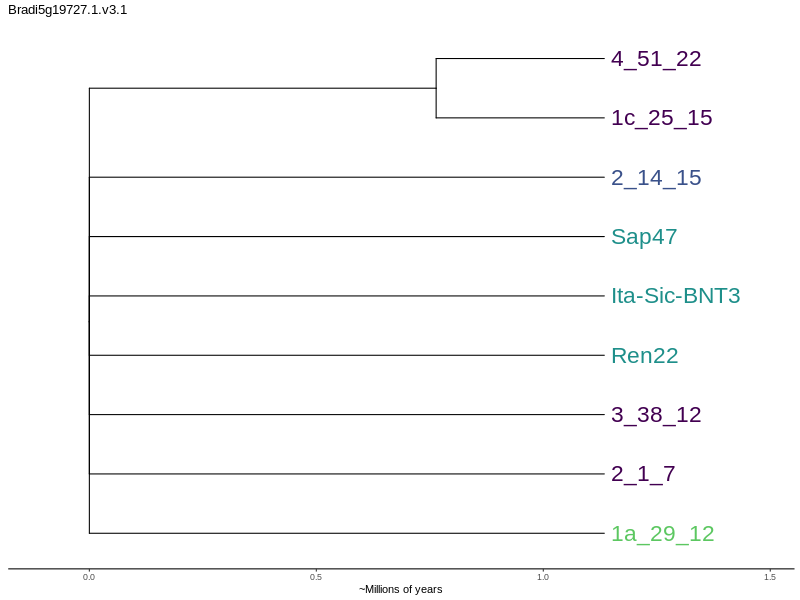 Bradi5g19727.1.v3.1
4_51_22
1c_25_15
2_14_15
Sap47
Ita-Sic-BNT3
Ren22
3_38_12
2_1_7
1a_29_12
0.0 0.5 1.0 1.5
~Millions of years